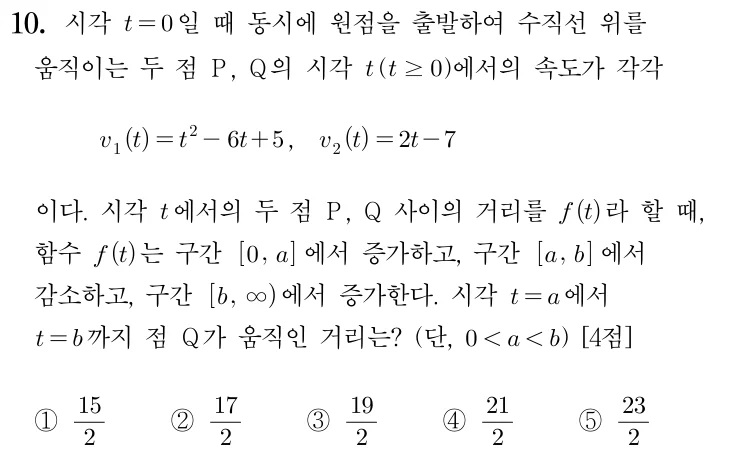 10. 시각 t=0일 때 동시에 원점을 출발하여 수직선 위를
움직이는 두 점 P, Q의 시각 t(t ≥ 0)에서의 속도가 각각
v₁(t)=t²−6t+5, v₂(t)=2t−7
이다. 시각 t에서의 두 점 P, Q 사이의 거리를 f(t)라 할 때,
함수 f(t)는 구간 [0, a]에서 증가하고, 구간 [a, b]에서
감소하고, 구간 [b, ∞)에서 증가한다. 시각 t=a에서
t=b까지 점 Q가 움직인 거리는? (단, 0<a<b) [4점]
① 15/2 ② 17/2 ③ 19/2 ④ 21/2 ⑤ 23/2